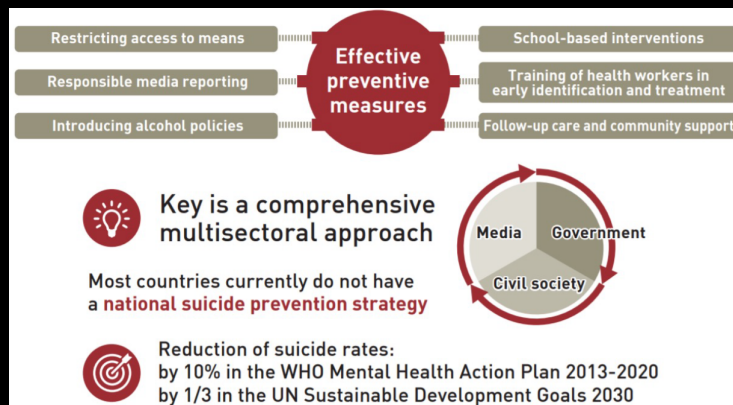 Restricting access to means
Responsible media reporting
Introducing alcohol policies
Effective
preventive
measures
School-based interventions
Training of health workers in
early identification and treatment
Follow-up care and community support
Key is a comprehensive
multisectoral approach
Most countries currently do not have
a national suicide prevention strategy
Media
Government
Civil society
Reduction of suicide rates:
by 10% in the WHO Mental Health Action Plan 2013-2020
by 1/3 in the UN Sustainable Development Goals 2030